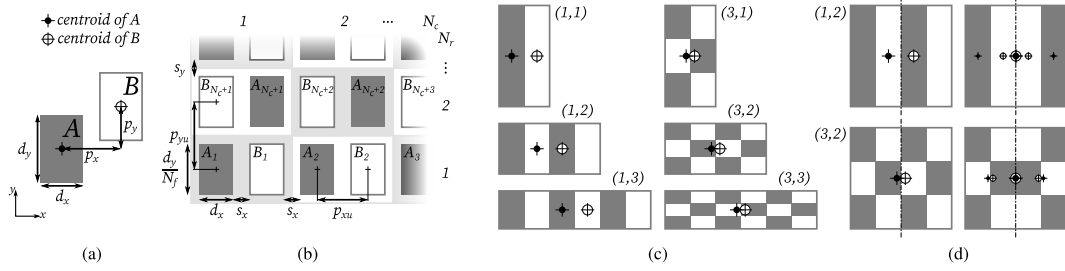 centroid of A
centroid of B
A
B
d_y
p_x
p_y
d_x
y
x
(a)
1
2
...
N_c
N_r
s_y
B_{N_c+1}
A_{N_c+1}
B_{N_c+2}
A_{N_c+2}
B_{N_c+3}
2
p_{yu}
d_y/N_f
A_1
B_1
A_2
B_2
A_3
1
d_x
s_x
s_x
p_{xu}
(b)
(1,1)
(3,1)
(1,2)
(3,2)
(1,3)
(3,3)
(c)
(1,2)
(3,2)
(d)